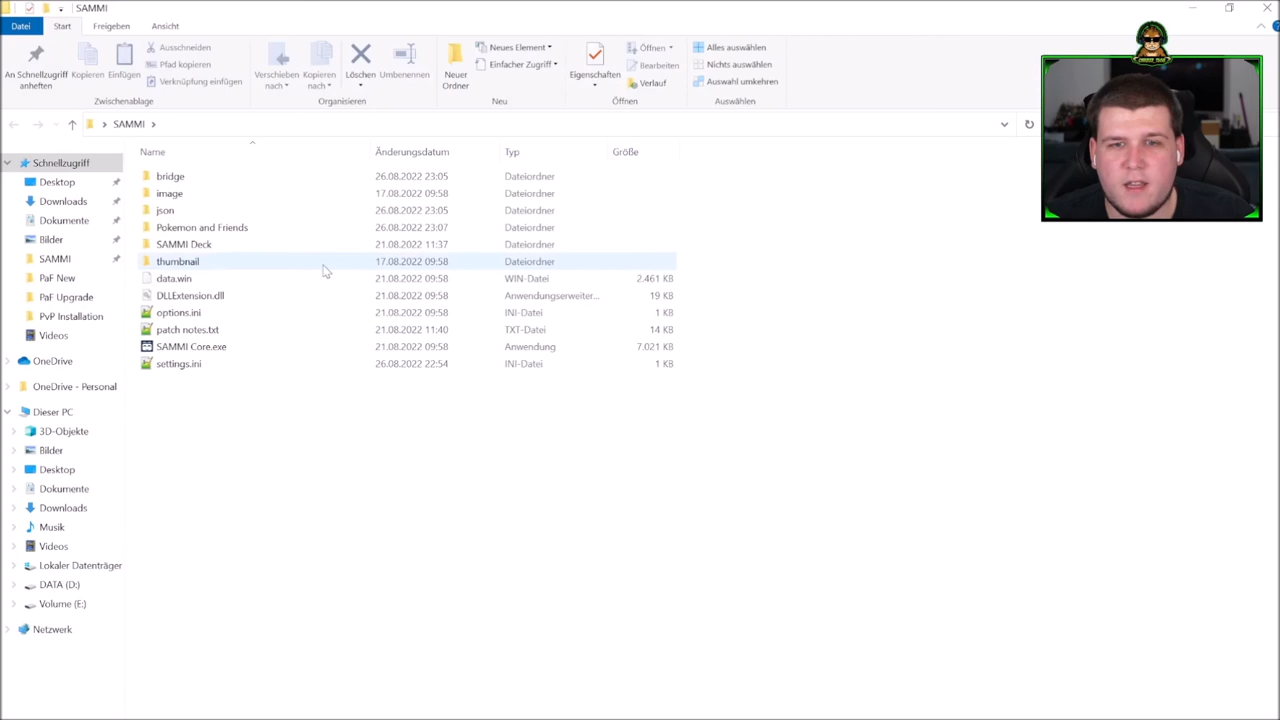 SAMMI
Datei Start Freigeben Ansicht
An Schnellzugriff anheften
Kopieren
Einfügen
Ausschneiden
Pfad kopieren
Verknüpfung einfügen
Zwischenablage
Verschieben nach
Kopieren nach
Löschen
Umbenennen
Organisieren
Neuer Ordner
Neues Element
Einfacher Zugriff
Neu
Eigenschaften
Öffnen
Bearbeiten
Verlauf
Öffnen
Alles auswählen
Nichts auswählen
Auswahl umkehren
Auswählen
SAMMI
Name Änderungsdatum Typ Größe
bridge 26.08.2022 23:05 Dateiordner
image 17.08.2022 09:58 Dateiordner
json 26.08.2022 23:05 Dateiordner
Pokemon and Friends 26.08.2022 23:07 Dateiordner
SAMMI Deck 21.08.2022 11:37 Dateiordner
thumbnail 17.08.2022 09:58 Dateiordner
data.win 21.08.2022 09:58 WIN-Datei 2.461 KB
DLLExtension.dll 21.08.2022 09:58 Anwendungserweiter... 19 KB
options.ini 21.08.2022 09:58 INI-Datei 1 KB
patch notes.txt 21.08.2022 11:40 TXT-Datei 14 KB
SAMMI Core.exe 21.08.2022 09:58 Anwendung 7.021 KB
settings.ini 26.08.2022 22:54 INI-Datei 1 KB
Schnellzugriff
Desktop
Downloads
Dokumente
Bilder
SAMMI
PaF New
PaF Upgrade
PvP Installation
Videos
OneDrive
OneDrive - Personal
Dieser PC
3D-Objekte
Bilder
Desktop
Dokumente
Downloads
Musik
Videos
Lokaler Datenträger
DATA (D:)
Volume (E:)
Netzwerk